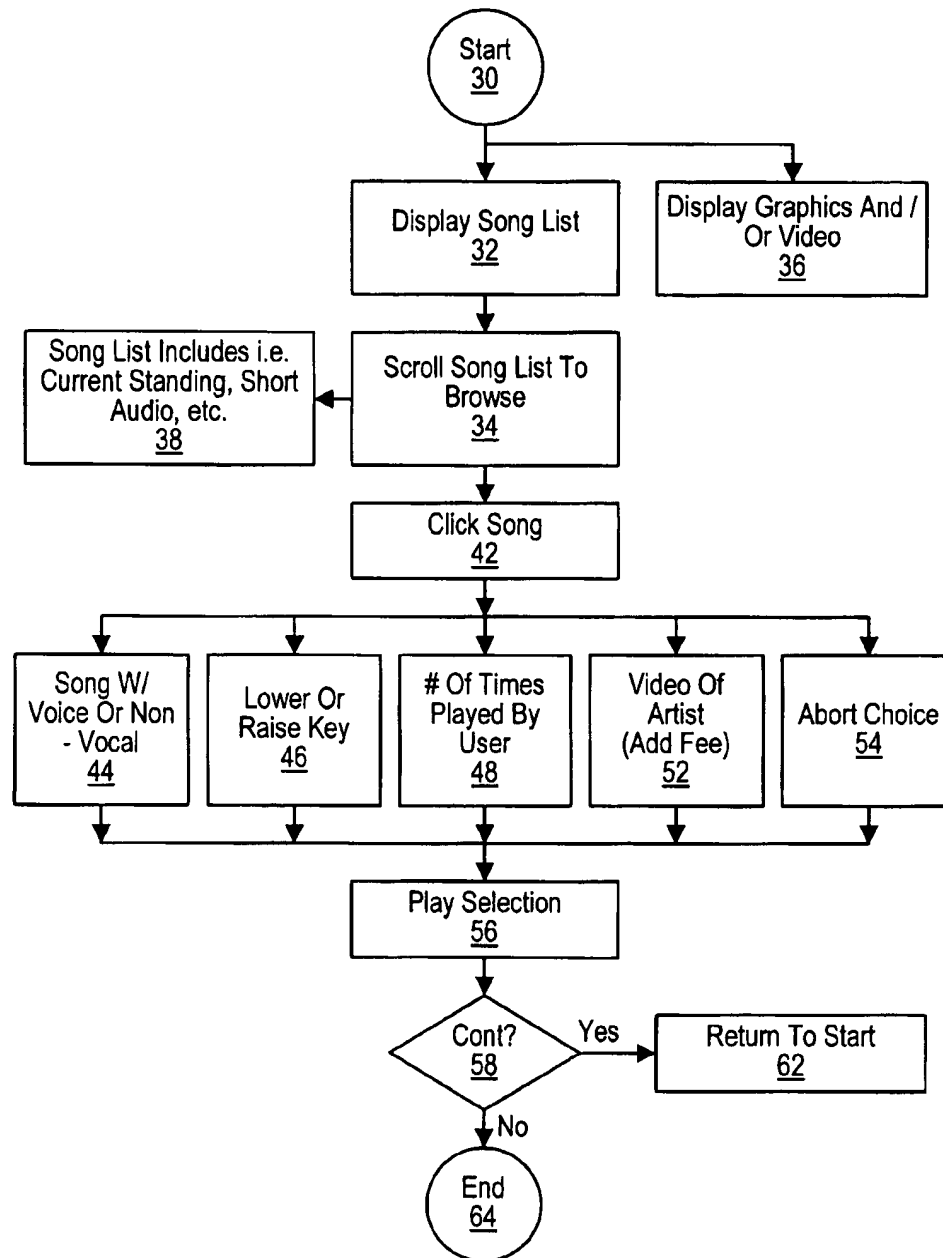 Start
30
Display Song List
32
Display Graphics And /
Or Video
36
Song List Includes i.e.
Current Standing, Short
Audio, etc.
38
Scroll Song List To
Browse
34
Click Song
42
Song W/
Voice Or Non
- Vocal
44
Lower Or
Raise Key
46
# Of Times
Played By
User
48
Video Of
Artist
(Add Fee)
52
Abort Choice
54
Play Selection
56
Cont?
58
Yes
Return To Start
62
No
End
64